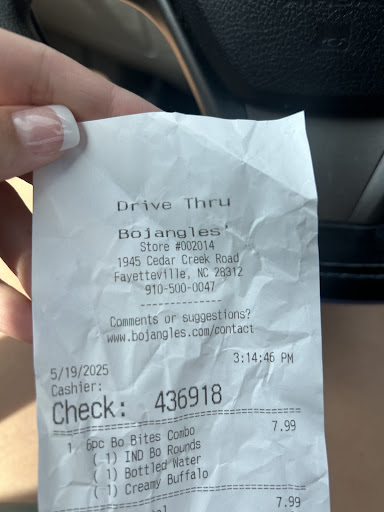 Drive Thru
Bojangles'
Store #002014
1945 Cedar Creek Road
Fayetteville, NC 28312
910-500-0047
--------------
Comments or suggestions?
www.bojangles.com/contact
3:14:46 PM
5/19/2025
Cashier:
Check: 436918
1 6pc Bo Bites Combo 7.99
( 1) IND Bo Rounds
( 1) Bottled Water
( 1) Creamy Buffalo
7.99